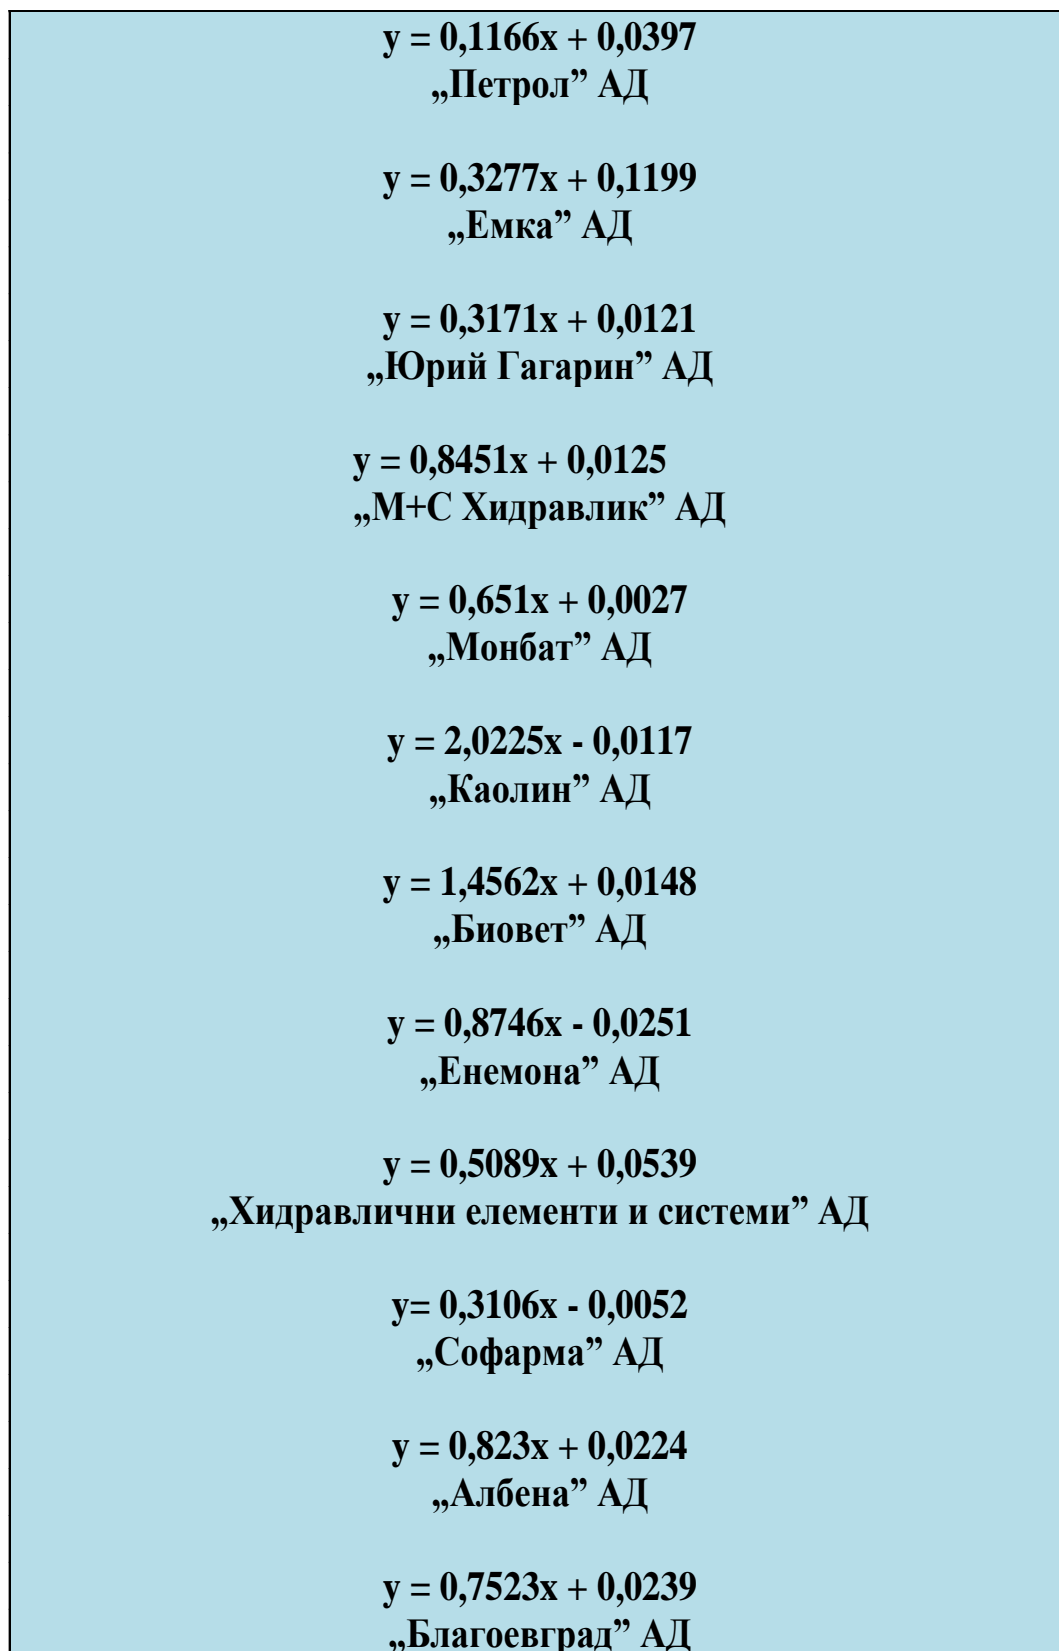 y = 0,1166x + 0,0397
„Петрол” АД
y = 0,3277x + 0,1199
„Емка” АД
y = 0,3171x + 0,0121
„Юрий Гагарин” АД
y = 0,8451x + 0,0125
„М+С Хидравлик” АД
y = 0,651x + 0,0027
„Монбат” АД
y = 2,0225x - 0,0117
„Каолин” АД
y = 1,4562x + 0,0148
„Биовет” АД
y = 0,8746x - 0,0251
„Енемона” АД
y = 0,5089x + 0,0539
„Хидравлични елементи и системи” АД
y= 0,3106x - 0,0052
„Софарма” АД
y = 0,823x + 0,0224
„Албена” АД
y = 0,7523x + 0,0239
„Благоевград” АД